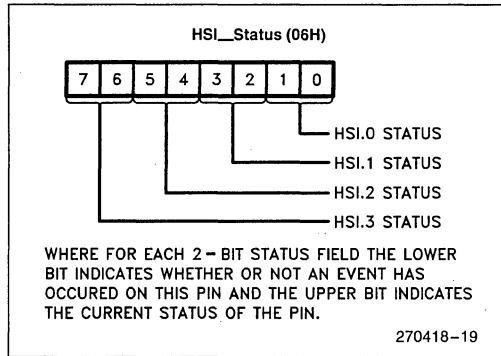 HSI__Status (06H)
7 6 5 4 3 2 1 0
HSI.0 STATUS
HSI.1 STATUS
HSI.2 STATUS
HSI.3 STATUS
WHERE FOR EACH 2-BIT STATUS FIELD THE LOWER
BIT INDICATES WHETHER OR NOT AN EVENT HAS
OCCURED ON THIS PIN AND THE UPPER BIT INDICATES
THE CURRENT STATUS OF THE PIN.
270418-19